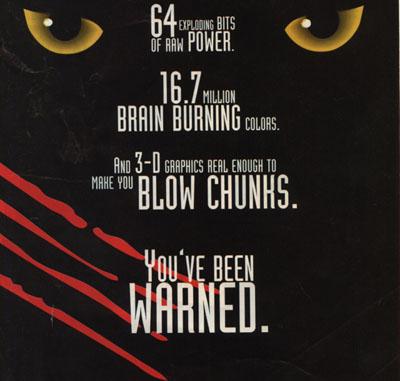 64 EXPLODING BITS
OF RAW POWER.
16.7 MILLION
BRAIN BURNING COLORS.
AND 3-D GRAPHICS REAL ENOUGH TO
MAKE YOU BLOW CHUNKS.
YOU'VE BEEN
WARNED.